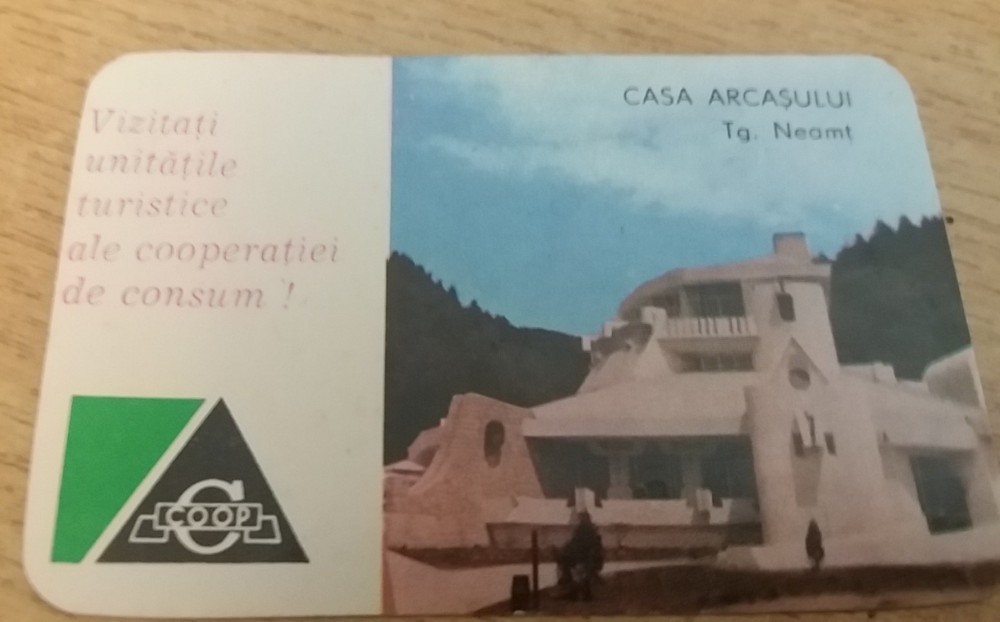 Vizitați
unitățile
turistice
ale cooperației
de consum !
COOP
CASA ARCAȘULUI
Tg. Neamț